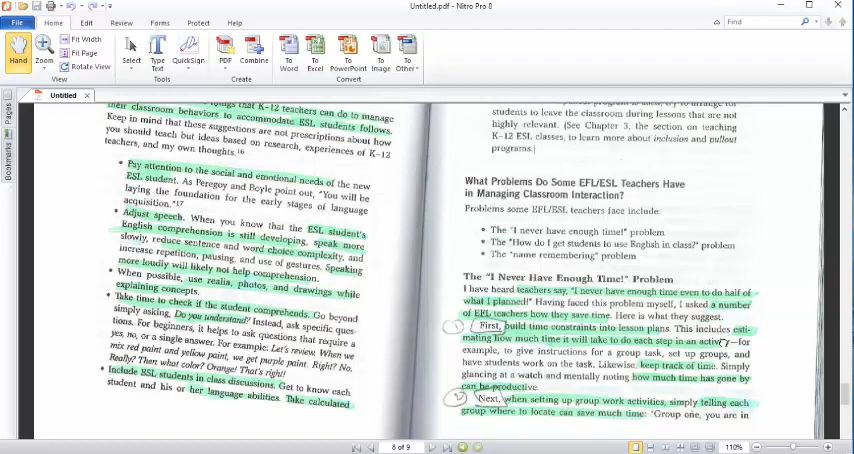 Untitled.pdf - Nitro Pro 8
File
Home
Edit
Review
Forms
Protect
Help
Find
Hand
Zoom
Fit Width
Fit Page
Rotate View
View
Select
Type Text
QuickSign
Tools
PDF
Combine
Create
To Word
To Excel
To PowerPoint
To Image
To Other
Convert
Untitled
Pages
Bookmarks
that K-12 teachers can do to manage
their classroom behaviors to accommodate ESL students follows.
Keep in mind that these suggestions are not prescriptions about how
you should teach but ideas based on research, experiences of K-12
teachers, and my own thoughts.16
• Pay attention to the social and emotional needs of the new
ESL student. As Peregoy and Boyle point out, "You will be
laying the foundation for the early stages of language
acquisition."17
• Adjust speech. When you know that the ESL student's
English comprehension is still developing, speak more
slowly, reduce sentence and word choice complexity, and
increase repetition, pausing, and use of gestures. Speaking
more loudly will likely not help comprehension.
• When possible, use realia, photos, and drawings while
explaining concepts.
• Take time to check if the student comprehends. Go beyond
simply asking, Do you understand? Instead, ask specific ques-
tions. For beginners, it helps to ask questions that require a
yes, no, or a single answer. For example: Let's review. When we
mix red paint and yellow paint, we get purple paint. Right? No.
Really? Then what color? Orange! That's right!
• Include ESL students in class discussions. Get to know each
student and his or her language abilities. Take calculated
students to leave the classroom during lessons that are not
highly relevant. (See Chapter 3, the section on teaching
K-12 ESL classes, to learn more about inclusion and pullout
programs.)
What Problems Do Some EFL/ESL Teachers Have
in Managing Classroom Interaction?
Problems some EFL/ESL teachers face include:
• The "I never have enough time!" problem
• The "How do I get students to use English in class?" problem
• The "name remembering" problem
The "I Never Have Enough Time!" Problem
I have heard teachers say, "I never have enough time even to do half of
what I planned!" Having faced this problem myself, I asked a number
of EFL teachers how they save time. Here is what they suggest.
1 First, build time constraints into lesson plans. This includes esti-
mating how much time it will take to do each step in an activity—for
example, to give instructions for a group task, set up groups, and
have students work on the task. Likewise, keep track of time. Simply
glancing at a watch and mentally noting how much time has gone by
can be productive.
2 Next, when setting up group work activities, simply telling each
group where to locate can save much time: "Group one, you are in
8 of 9
110%